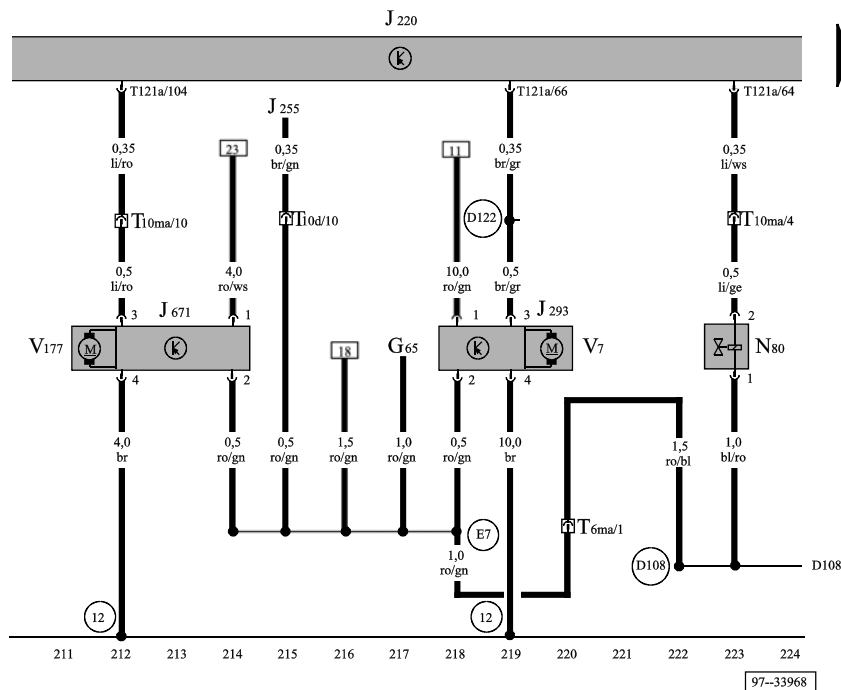 J 220
T121a/104
J 255
T121a/66
T121a/64
0,35
li/ro
23
0,35
br/gn
11
0,35
br/gr
0,35
li/ws
T10ma/10
T10d/10
D122
T10ma/4
0,5
li/ro
4,0
ro/ws
10,0
ro/gn
0,5
br/gr
0,5
li/ge
3
J 671
1
1
3
J 293
2
V177
M
18
G65
M
V7
N80
4
2
2
4
1
4,0
br
0,5
ro/gn
0,5
ro/gn
1,5
ro/gn
1,0
ro/gn
0,5
ro/gn
10,0
br
1,5
ro/bl
1,0
bl/ro
E7
T6ma/1
1,0
ro/gn
D108
D108
12
12
211 212 213 214 215 216 217 218 219 220 221 222 223 224
97--33968